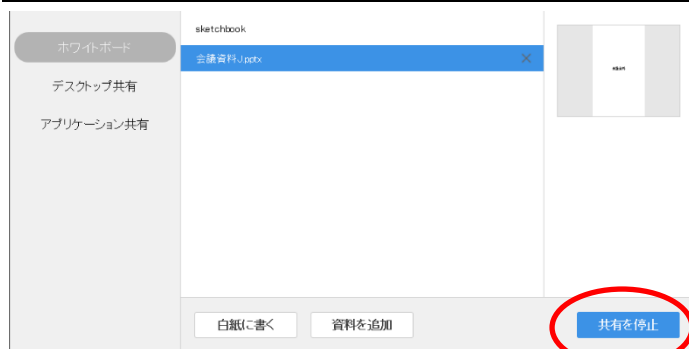 ホワイトボード
デスクトップ共有
アプリケーション共有
sketchbook
会議資料J.pptx
白紙に書く
資料を追加
共有を停止